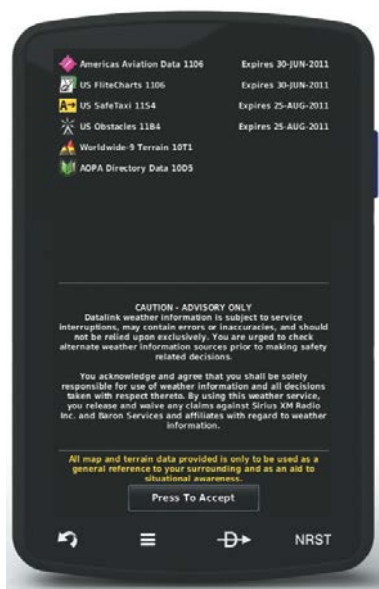 Americas Aviation Data 1106 Expires 30-JUN-2011
US FliteCharts 1106 Expires 30-JUN-2011
A→ US SafeTaxi 11S4 Expires 25-AUG-2011
US Obstacles 11B4 Expires 25-AUG-2011
Worldwide-9 Terrain 10T1
AOPA Directory Data 10D5
CAUTION - ADVISORY ONLY
Datalink weather information is subject to service
interruptions, may contain errors or inaccuracies, and should
not be relied upon exclusively. You are urged to check
alternate weather information sources prior to making safety
related decisions.
You acknowledge and agree that you shall be solely
responsible for use of weather information and all decisions
taken with respect thereto. By using this weather service,
you release and waive any claims against Sirius XM Radio
Inc. and Baron Services and affiliates with regard to weather
information.
All map and terrain data provided is only to be used as a
general reference to your surrounding and as an aid to
situational awareness.
Press To Accept
D NRST